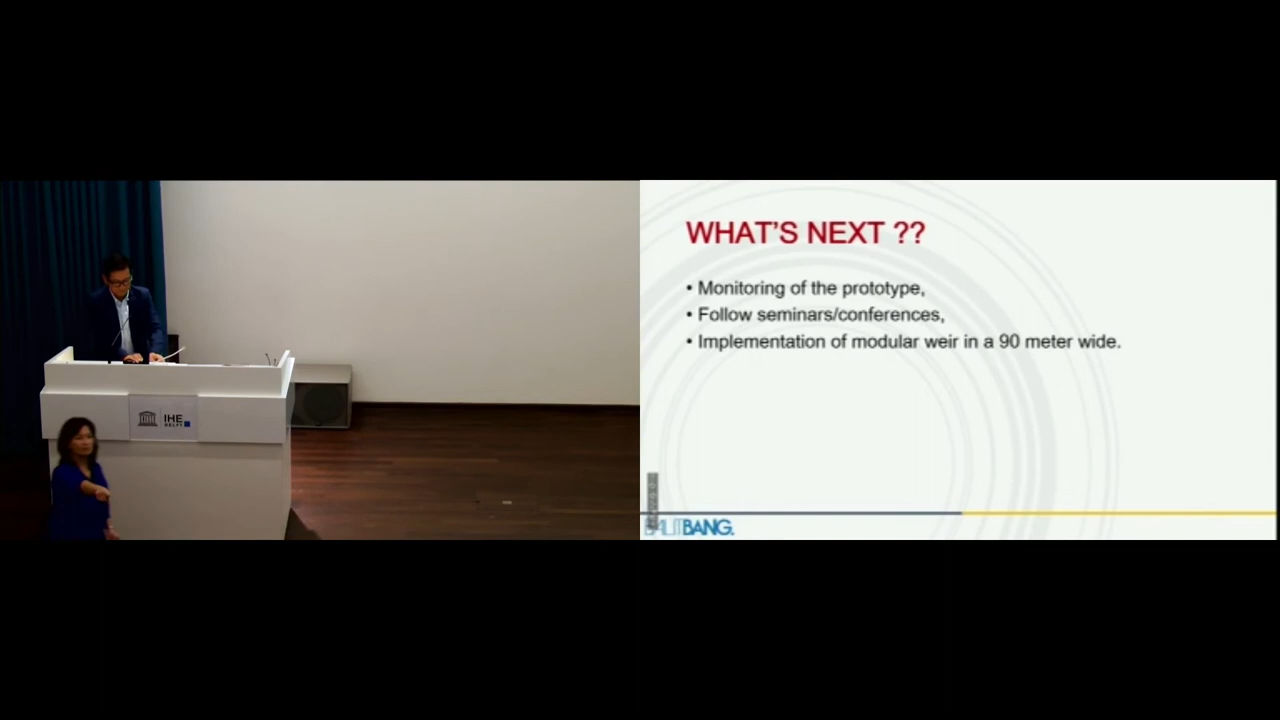 IHE
DELFT
WHAT'S NEXT ??
• Monitoring of the prototype,
• Follow seminars/conferences,
• Implementation of modular weir in a 90 meter wide.
BALITBANG.